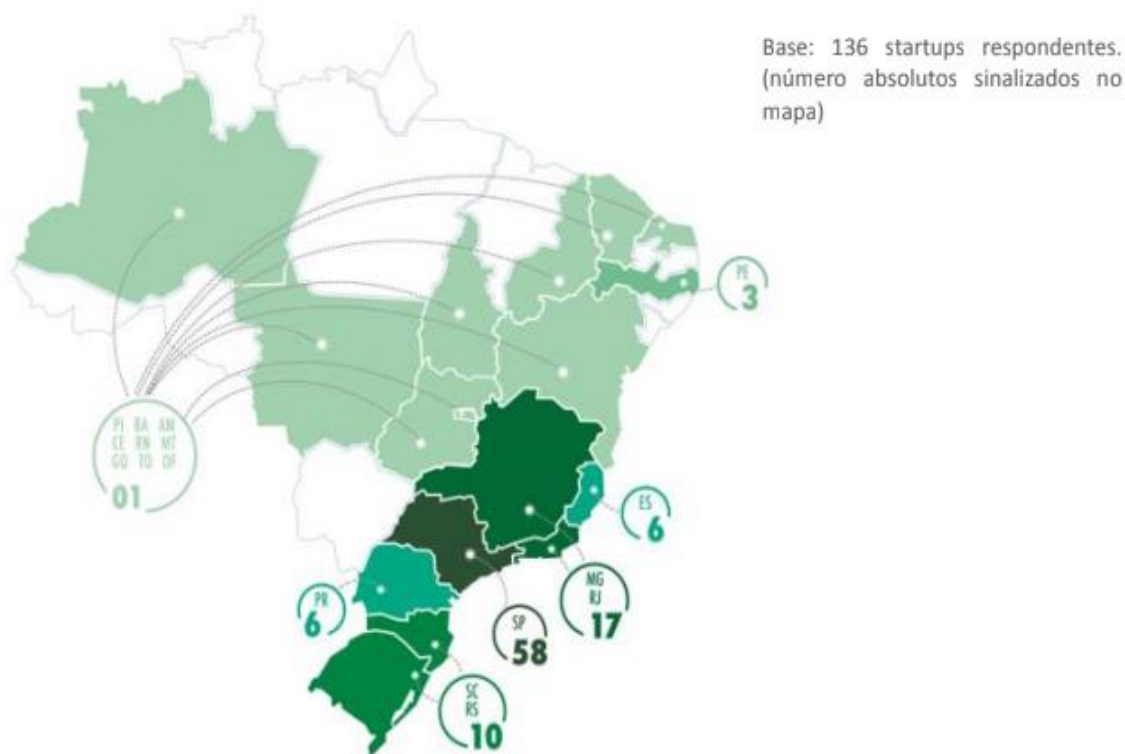 Base: 136 startups respondentes.
(número absolutos sinalizados no
mapa)
PE
3
PI BA AM
CE RN MT
GO TO DF
01
ES
6
MG
RJ
17
PR
6
SP
58
SC
RS
10